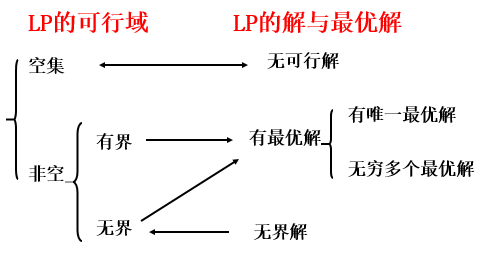 LP的可行域 LP的解与最优解
空集 无可行解
有唯一最优解
有界 有最优解
非空 无穷多个最优解
无界 无界解